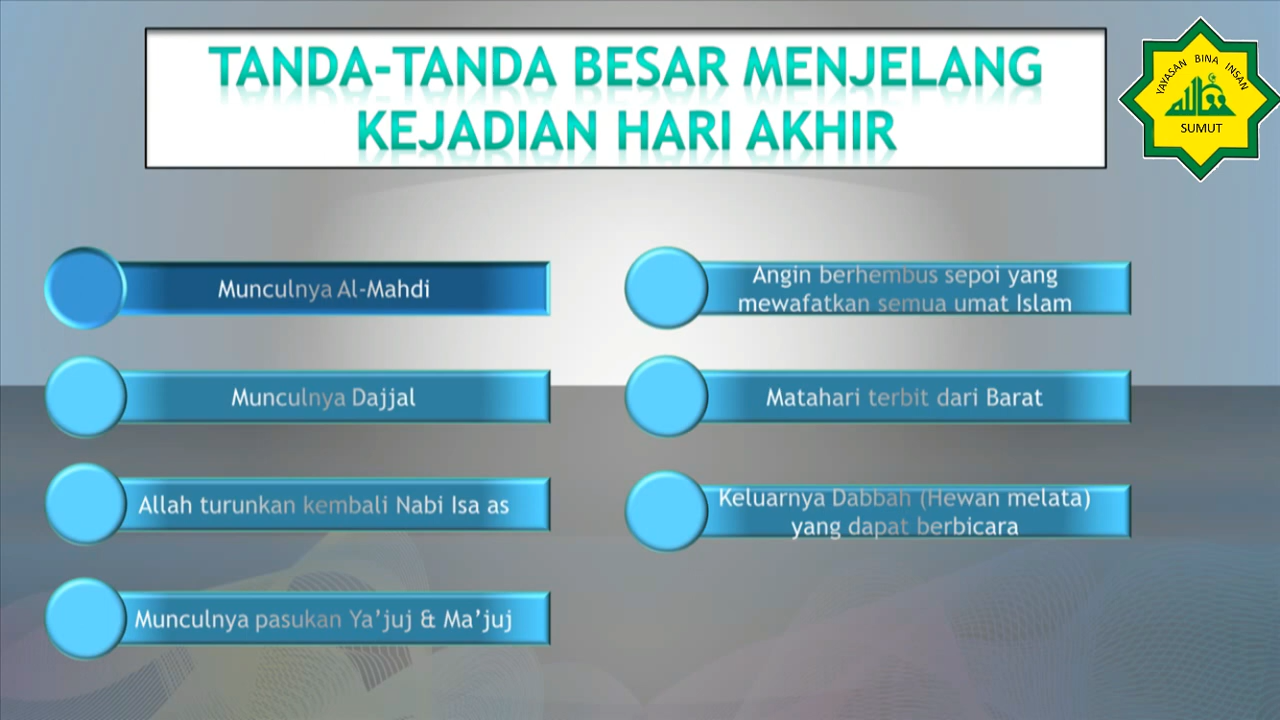 TANDA-TANDA BESAR MENJELANG
KEJADIAN HARI AKHIR
YAYASAN BINA INSAN
SUMUT
Munculnya Al-Mahdi
Munculnya Dajjal
Allah turunkan kembali Nabi Isa as
Munculnya pasukan Ya’juj & Ma’juj
Angin berhembus sepoi yang
mewafatkan semua umat Islam
Matahari terbit dari Barat
Keluarnya Dabbah (Hewan melata)
yang dapat berbicara